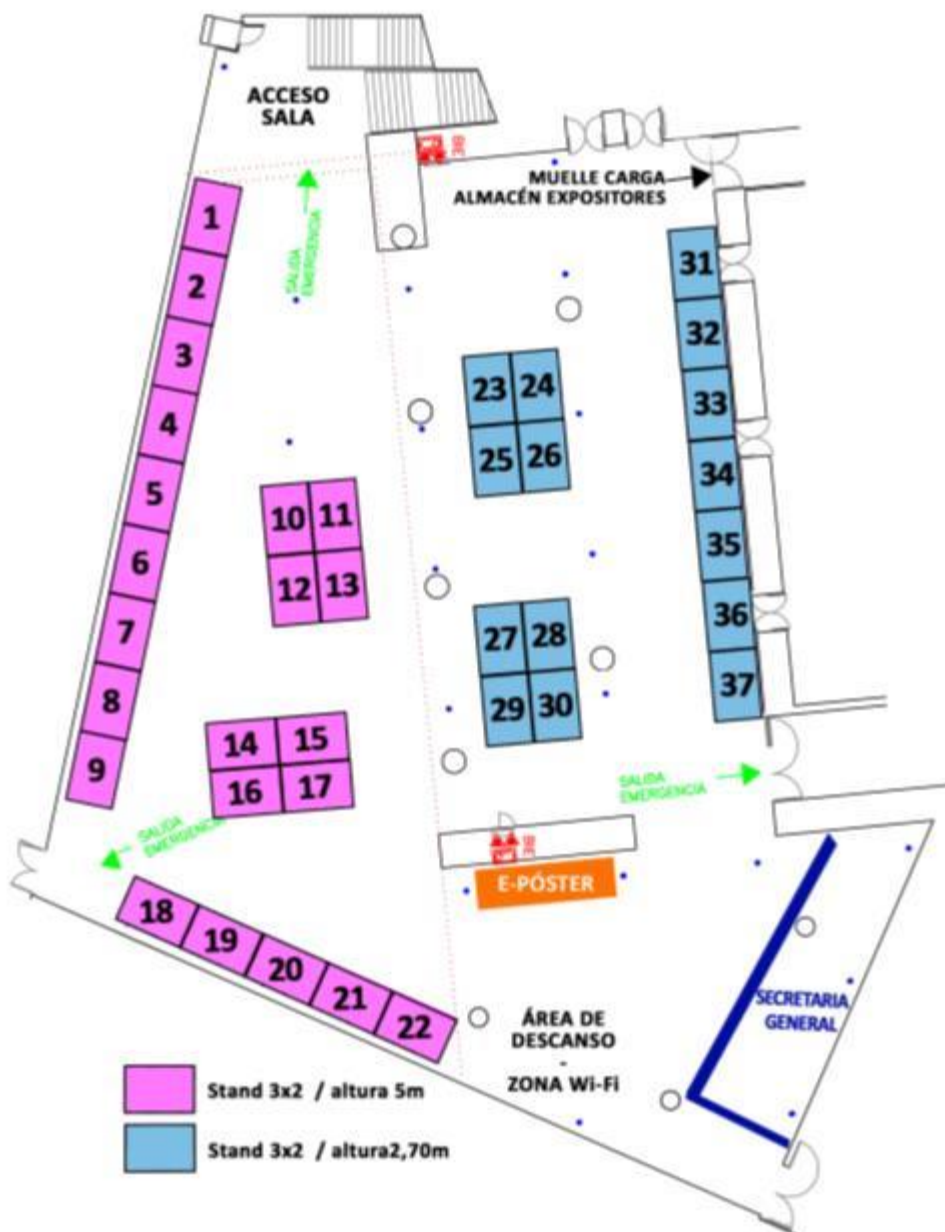 ACCESO
SALA
BE
MUELLE CARGA
ALMACÉN EXPOSITORES
SALIDA
EMERGENCIA
1
2
3
4
5
6
7
8
9
10 11
12 13
14 15
16 17
18
19
20
21
22
23 24
25 26
27 28
29 30
31
32
33
34
35
36
37
SALIDA
EMERGENCIA
SALIDA
EMERGENCIA
BE
E-PÓSTER
SECRETARIA
GENERAL
ÁREA DE
DESCANSO
-
ZONA Wi-Fi
Stand 3x2 / altura 5m
Stand 3x2 / altura2,70m